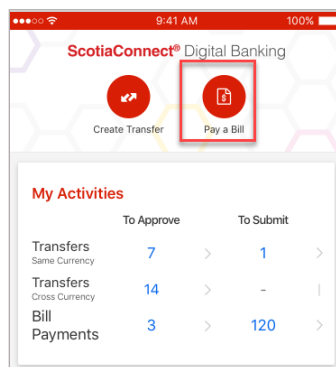 9:41 AM 100%
ScotiaConnect® Digital Banking
Create Transfer Pay a Bill
My Activities
To Approve To Submit
Transfers 7 1
Same Currency
Transfers 14 -
Cross Currency
Bill
Payments 3 120